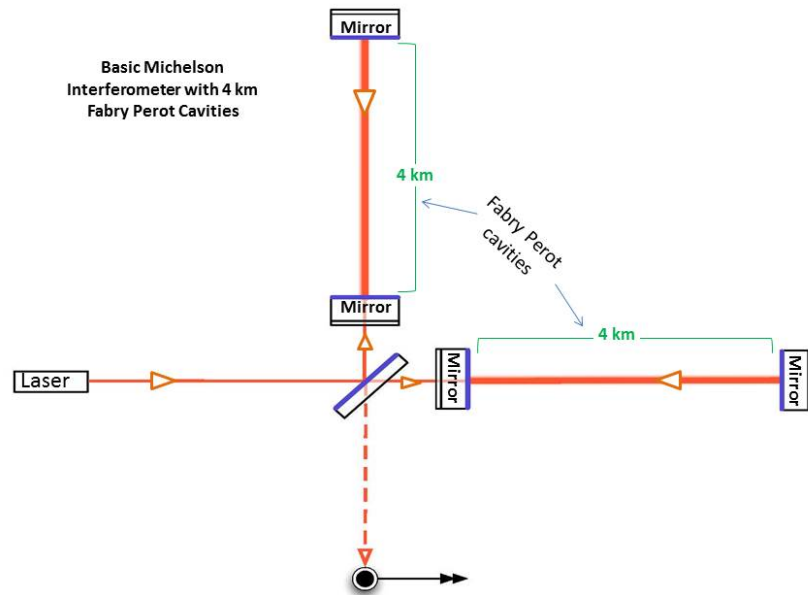 Mirror
Basic Michelson
Interferometer with 4 km
Fabry Perot Cavities
4 km
Fabry Perot
cavities
Mirror
4 km
Laser
Mirror
Mirror